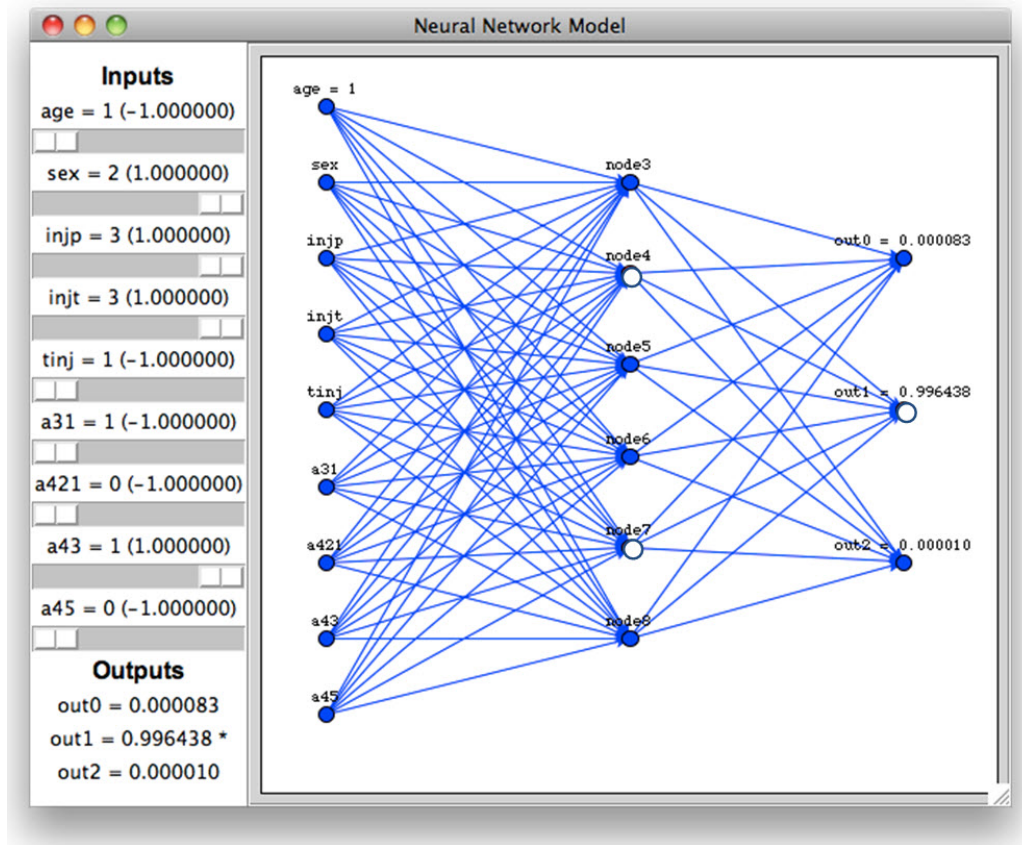 Neural Network Model
Inputs
age = 1 (-1.000000)
sex = 2 (1.000000)
injp = 3 (1.000000)
injt = 3 (1.000000)
tinj = 1 (-1.000000)
a31 = 1 (-1.000000)
a421 = 0 (-1.000000)
a43 = 1 (1.000000)
a45 = 0 (-1.000000)
Outputs
out0 = 0.000083
out1 = 0.996438 *
out2 = 0.000010
age = 1
sex
injp
injt
tinj
a31
a421
a43
a45
node3
node4
node5
node6
node7
node8
out0 = 0.000083
out1 = 0.996438
out2 = 0.000010